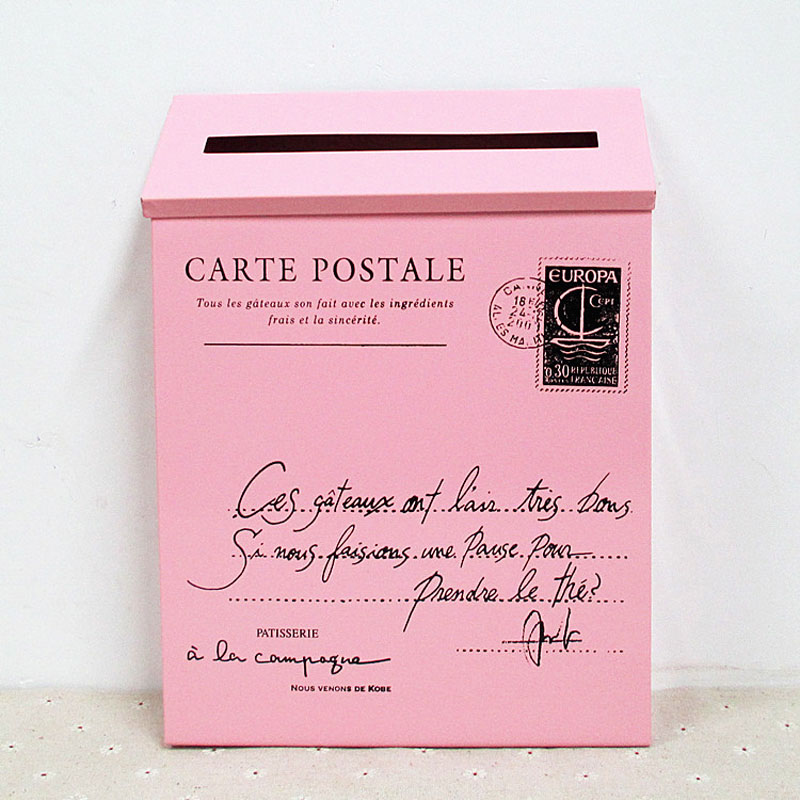 CARTE POSTALE
Tous les gâteaux son fait avec les ingrédients
frais et la sincérité.
EUROPA
CEPT
0.30 REPUBLIQUE
FRANCAISE
18 H
Ces gâteaux ont l'air très bons
Si nous faisions une Pause Pour
Prendre le thé?
PATISSERIE
à la campagne
NOUS VENONS DE KOBE